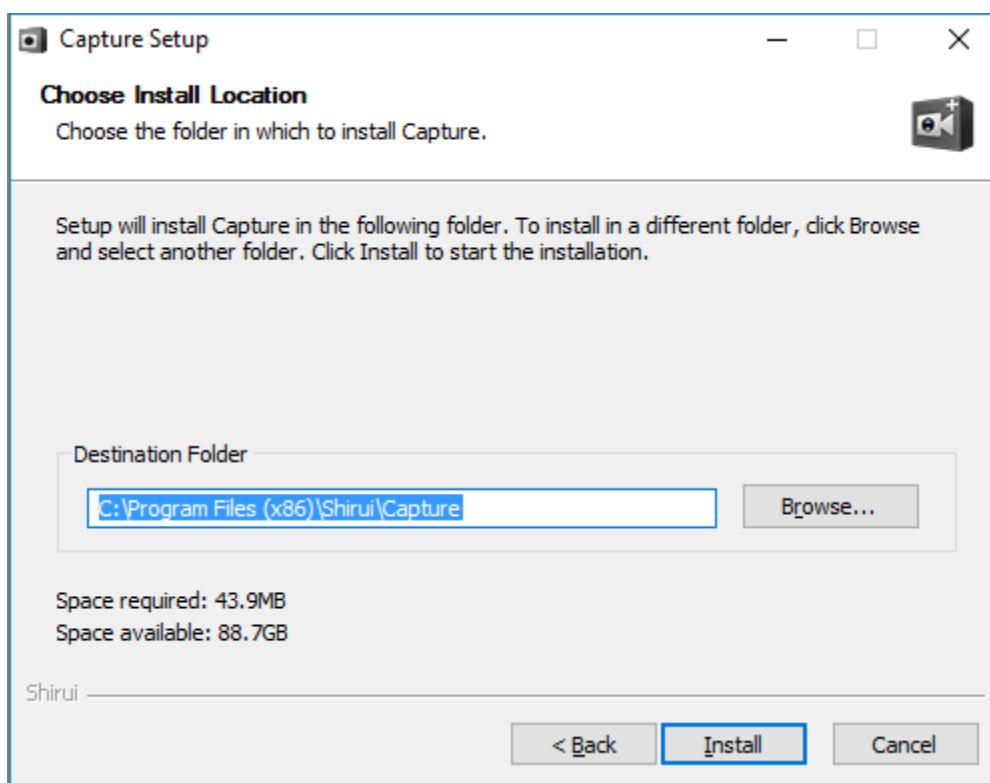 Capture Setup
Choose Install Location
Choose the folder in which to install Capture.
Setup will install Capture in the following folder. To install in a different folder, click Browse
and select another folder. Click Install to start the installation.
Destination Folder
C:\Program Files (x86)\Shirui\Capture
Browse...
Space required: 43.9MB
Space available: 88.7GB
Shirui
< Back Install Cancel